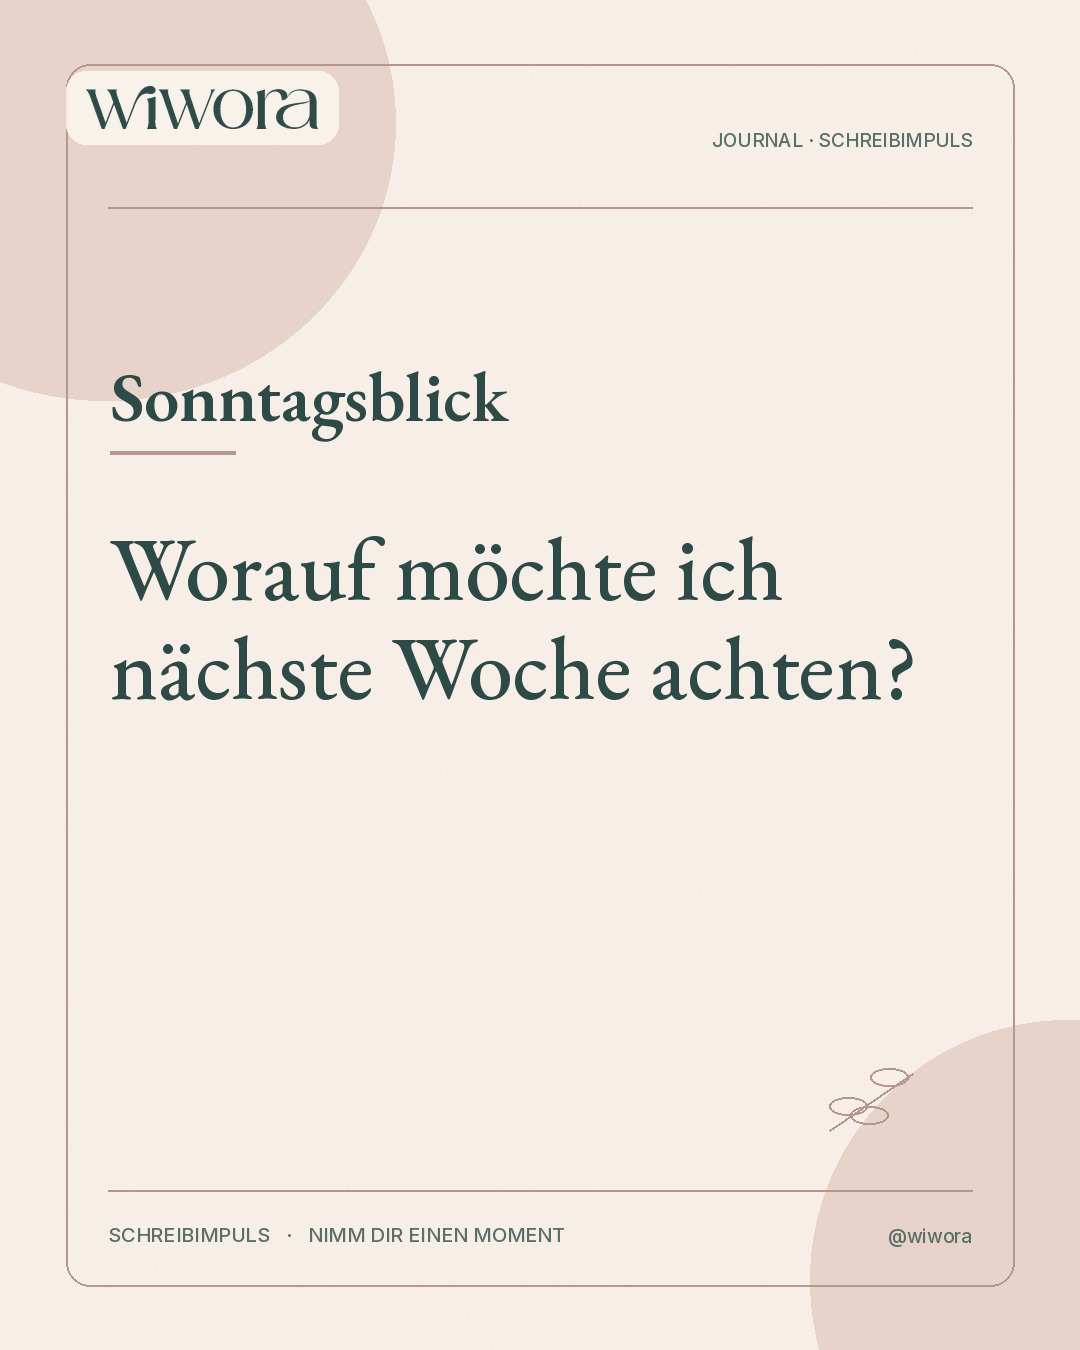 wiwora
JOURNAL · SCHREIBIMPULS
Sonntagsblick
Worauf möchte ich
nächste Woche achten?
SCHREIBIMPULS · NIMM DIR EINEN MOMENT
@wiwora